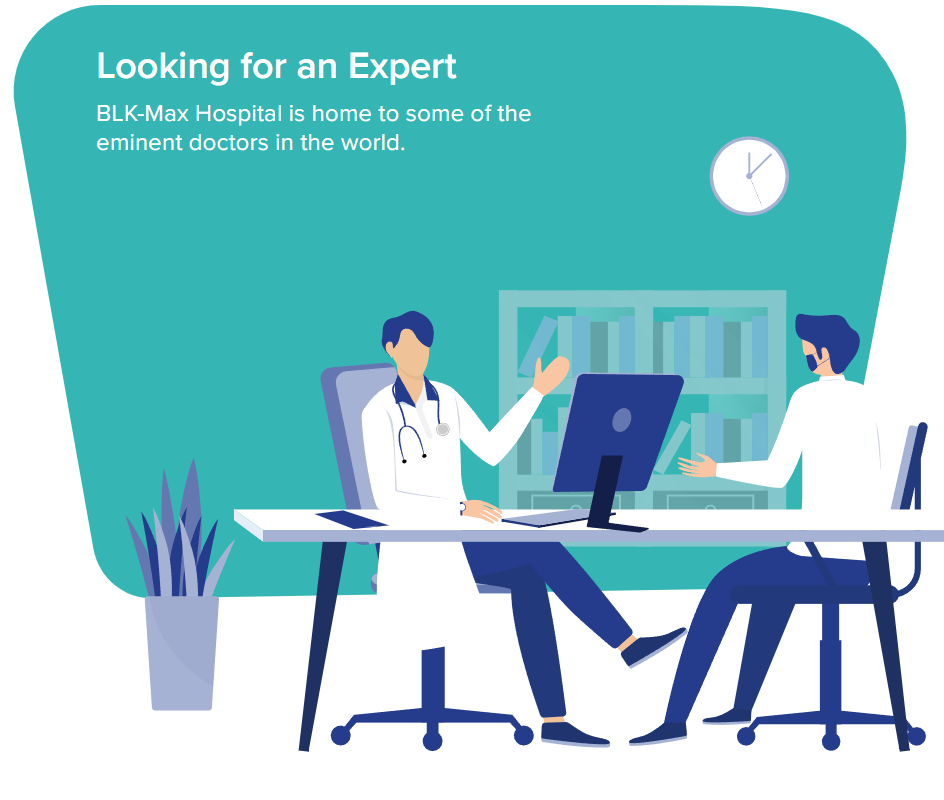 Looking for an Expert
BLK-Max Hospital is home to some of the
eminent doctors in the world.